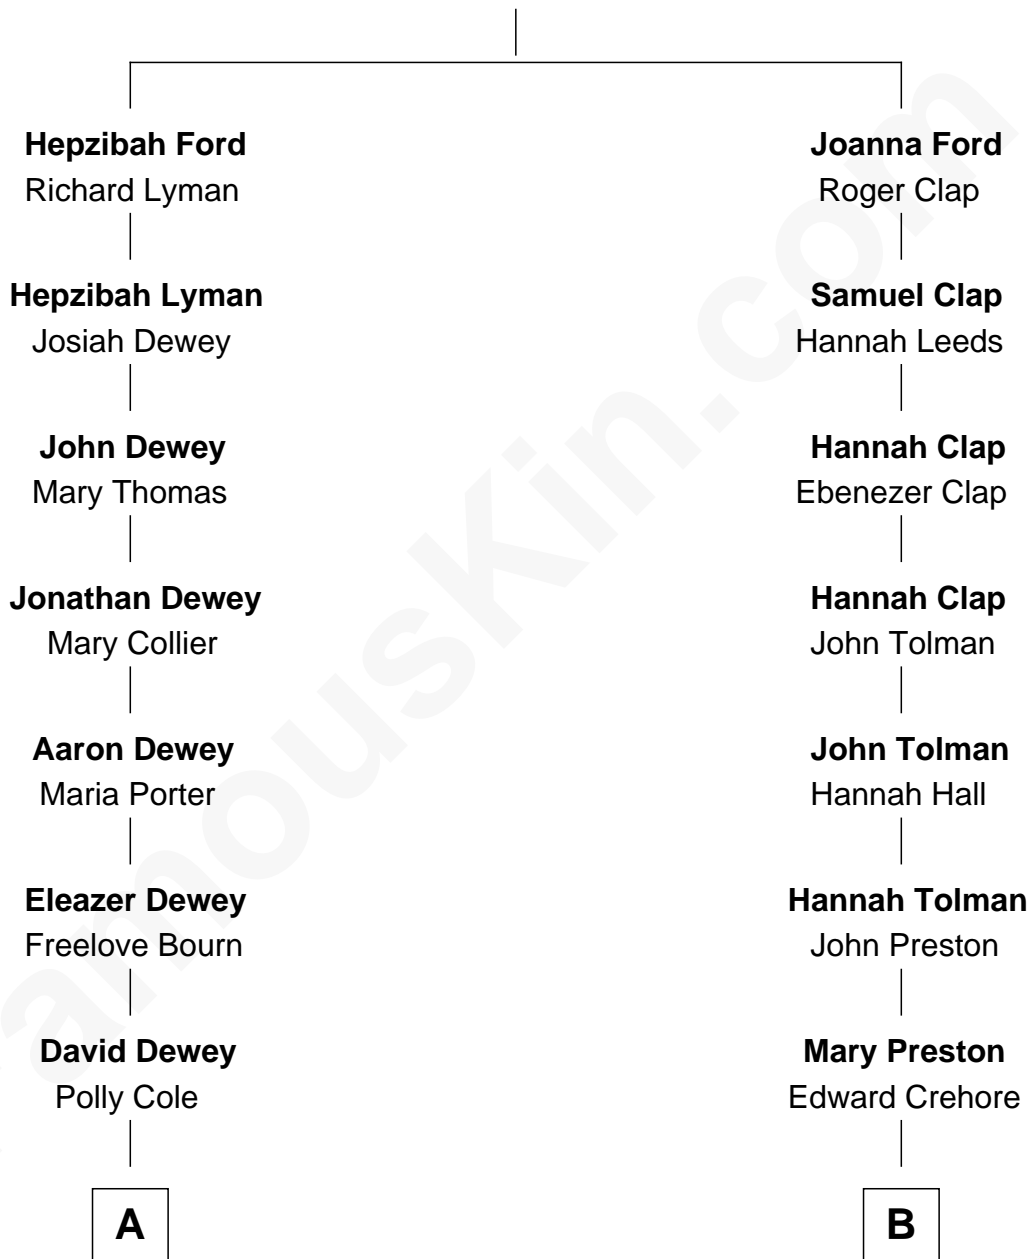 Hepzibah Ford
Richard Lyman
Hepzibah Lyman
Josiah Dewey
John Dewey
Mary Thomas
Jonathan Dewey
Mary Collier
Aaron Dewey
Maria Porter
Eleazer Dewey
Freelove Bourn
David Dewey
Polly Cole
A
Joanna Ford
Roger Clap
Samuel Clap
Hannah Leeds
Hannah Clap
Ebenezer Clap
Hannah Clap
John Tolman
John Tolman
Hannah Hall
Hannah Tolman
John Preston
Mary Preston
Edward Crehore
B
amouskin.com